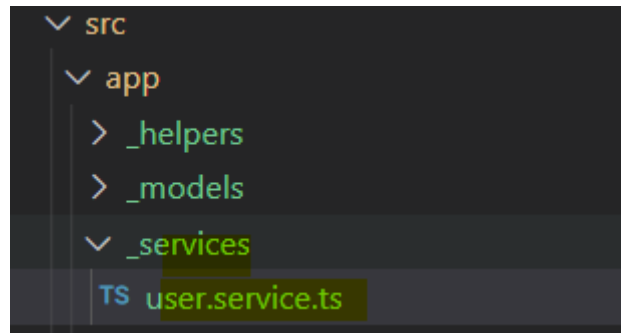 src
app
_helpers
_models
_services
TS user.service.ts